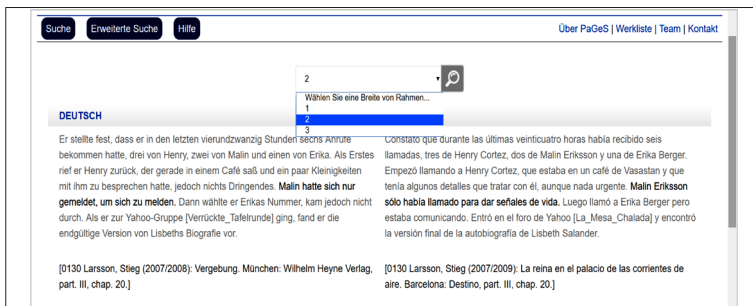 Suche Erweiterte Suche Hilfe Über PaGeS | Werkliste | Team | Kontakt
2
Wählen Sie eine Breite von Rahmen...
1
2
3
DEUTSCH
Er stellte fest, dass er in den letzten vierundzwanzig Stunden sechs Anrufe
bekommen hatte, drei von Henry, zwei von Malin und einen von Erika. Als Erstes
rief er Henry zurück, der gerade in einem Café saß und ein paar Kleinigkeiten
mit ihm zu besprechen hatte, jedoch nichts Dringendes. Malin hatte sich nur
gemeldet, um sich zu melden. Dann wählte er Erikas Nummer, kam jedoch nicht
durch. Als er zur Yahoo-Gruppe [Verrückte_Tafelrunde] ging, fand er die
endgültige Version von Lisbeths Biografie vor.
[0130 Larsson, Stieg (2007/2008): Vergebung. München: Wilhelm Heyne Verlag,
part. III, chap. 20.]
Constató que durante las últimas veinticuatro horas había recibido seis
llamadas, tres de Henry Cortez, dos de Malin Eriksson y una de Erika Berger.
Empezó llamando a Henry Cortez, que estaba en un café de Vasastan y que
tenía algunos detalles que tratar con él, aunque nada urgente. Malin Eriksson
sólo había llamado para dar señales de vida. Luego llamó a Erika Berger pero
estaba comunicando. Entró en el foro de Yahoo [La_Mesa_Chalada] y encontró
la versión final de la autobiografía de Lisbeth Salander.
[0130 Larsson, Stieg (2007/2009): La reina en el palacio de las corrientes de
aire. Barcelona: Destino, part. III, chap. 20.]